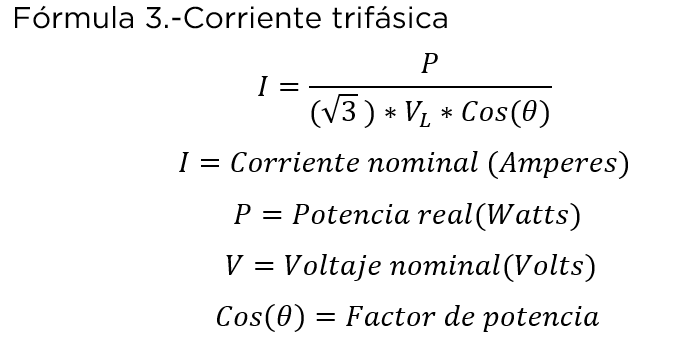 Fórmula 3.-Corriente trifásica
I = P / ((√3 ) * V_L * Cos(θ))
I = Corriente nominal (Amperes)
P = Potencia real(Watts)
V = Voltaje nominal(Volts)
Cos(θ) = Factor de potencia